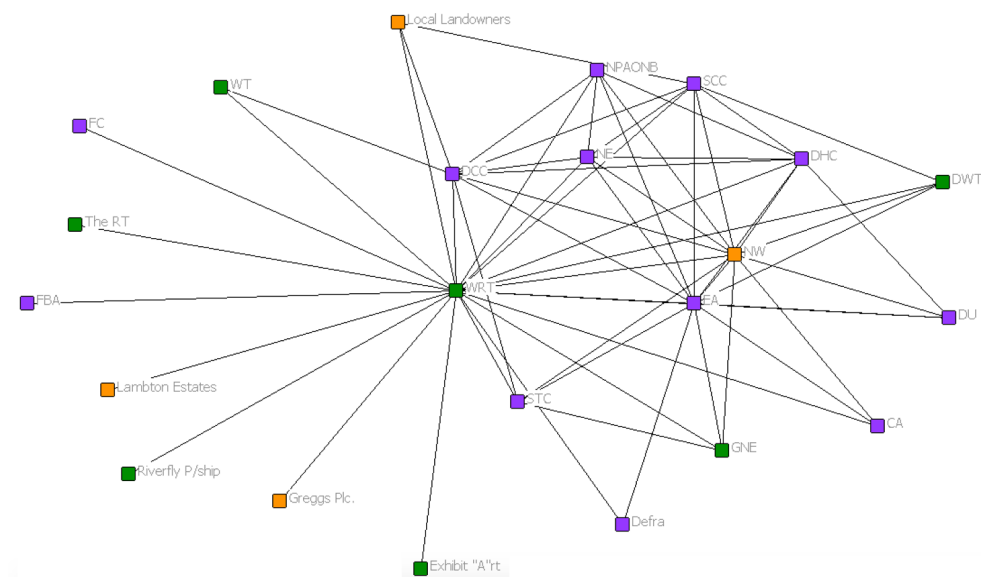 Local Landowners
NPAONB
SCC
WT
FC
NE
DHC
DCC
DWT
The RT
NW
WRT
FBA
EA
DU
Lambton Estates
STC
CA
GNE
Riverfly P/ship
Greggs Plc.
Defra
Exhibit "A"rt